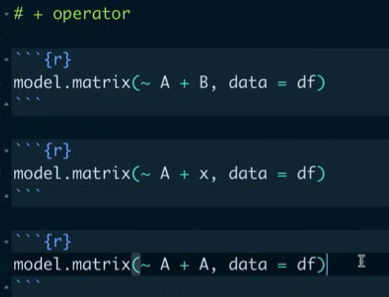 # + operator
```{r}
model.matrix(~ A + B, data = df)
```
```{r}
model.matrix(~ A + x, data = df)
```
```{r}
model.matrix(~ A + A, data = df)
```